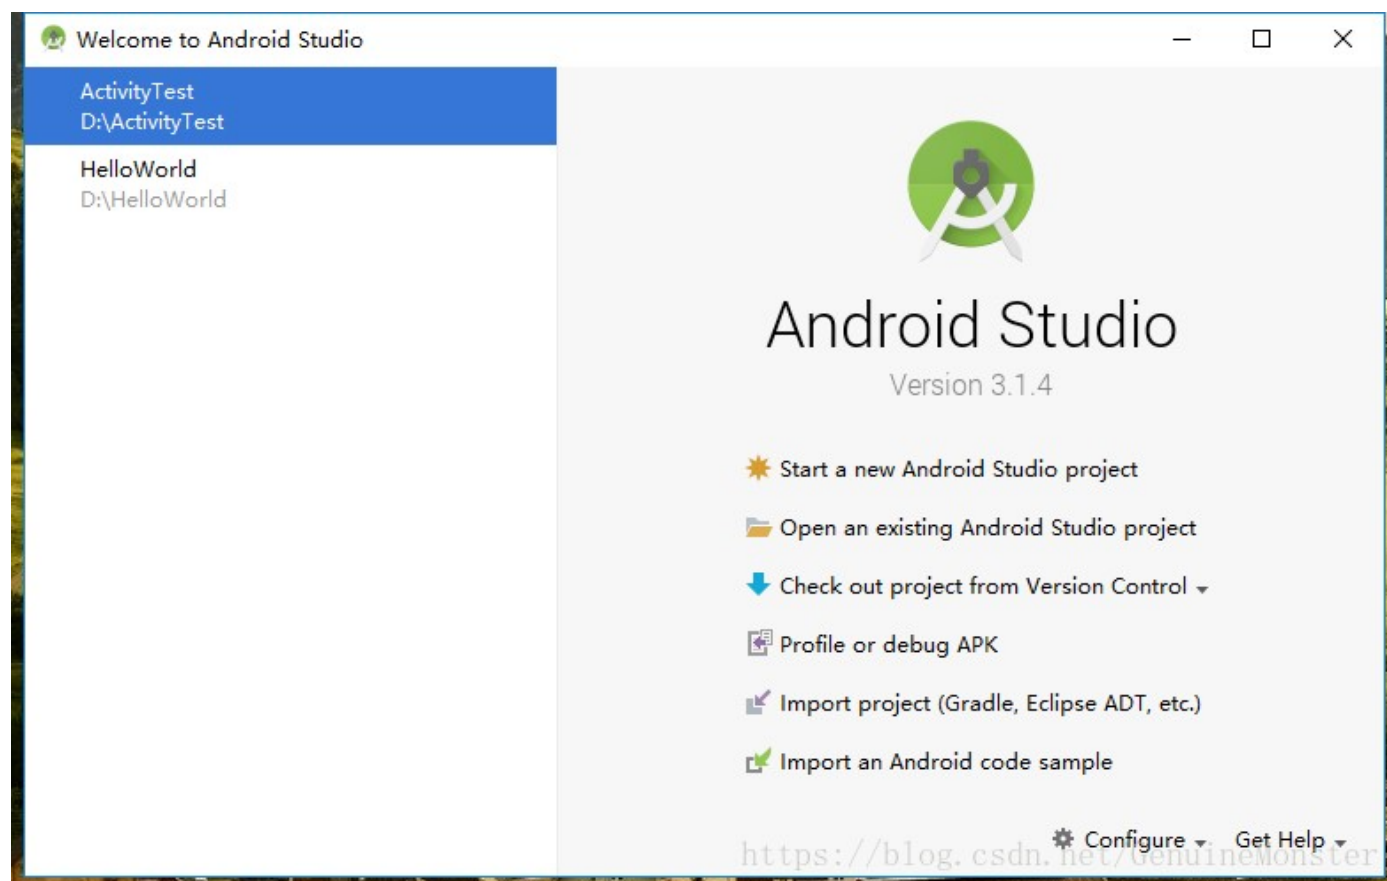 Welcome to Android Studio
ActivityTest
D:\ActivityTest
HelloWorld
D:\HelloWorld
Android Studio
Version 3.1.4
Start a new Android Studio project
Open an existing Android Studio project
Check out project from Version Control
Profile or debug APK
Import project (Gradle, Eclipse ADT, etc.)
Import an Android code sample
Configure
Get Help
https://blog.csdn.net/GenuineMonster